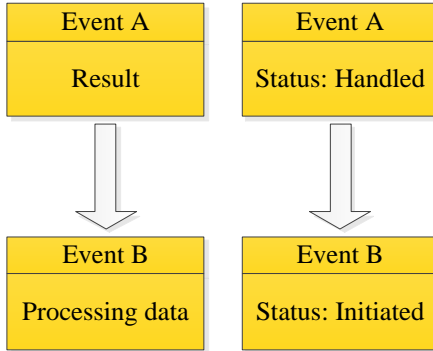 Event A
Result
Event B
Processing data
Event A
Status: Handled
Event B
Status: Initiated